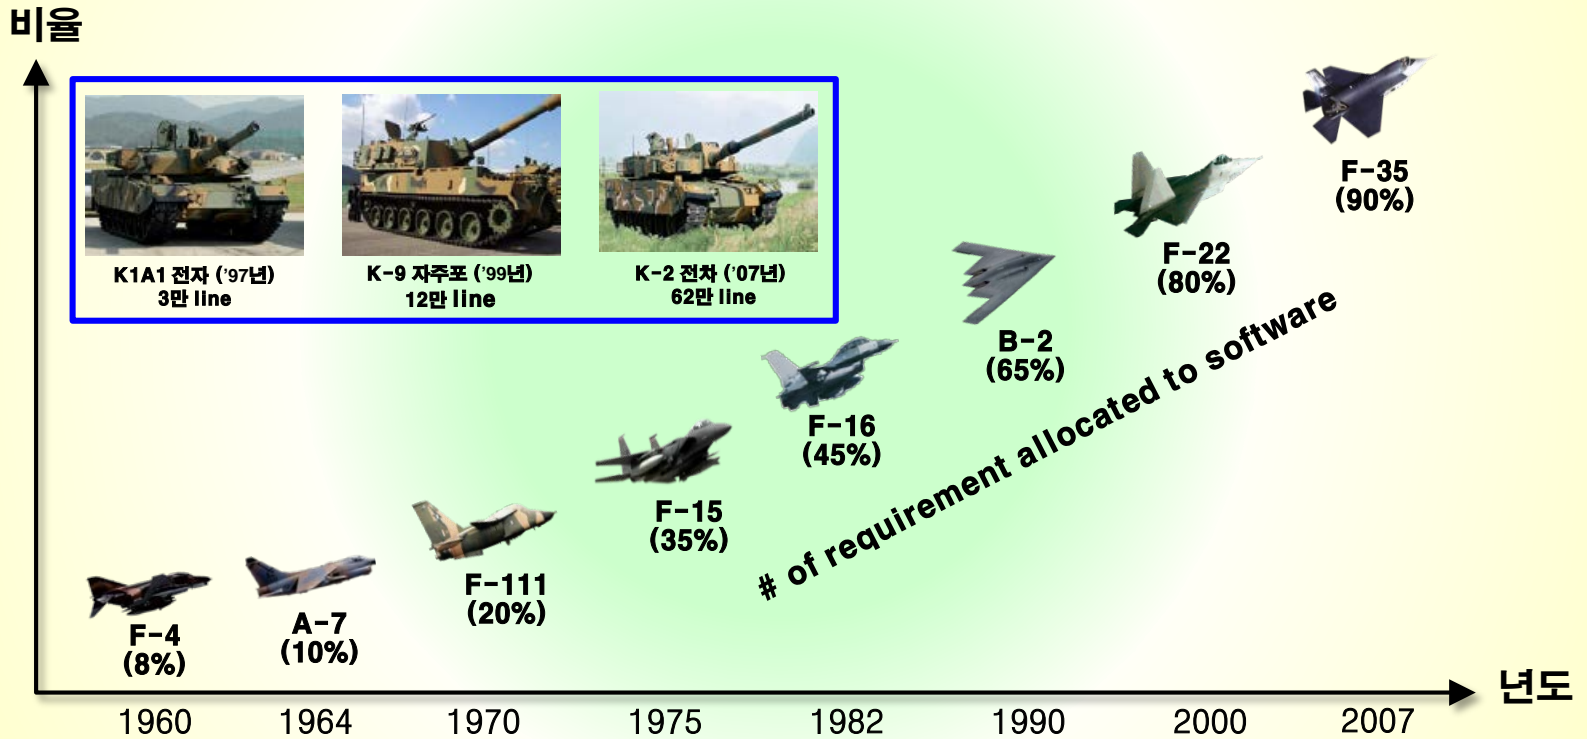 비율
K1A1 전자 ('97년)
3만 line
K-9 자주포 ('99년)
12만 line
K-2 전차 ('07년)
62만 line
F-35
(90%)
F-22
(80%)
B-2
(65%)
F-16
(45%)
F-15
(35%)
F-111
(20%)
A-7
(10%)
F-4
(8%)
# of requirement allocated to software
년도
1960 1964 1970 1975 1982 1990 2000 2007